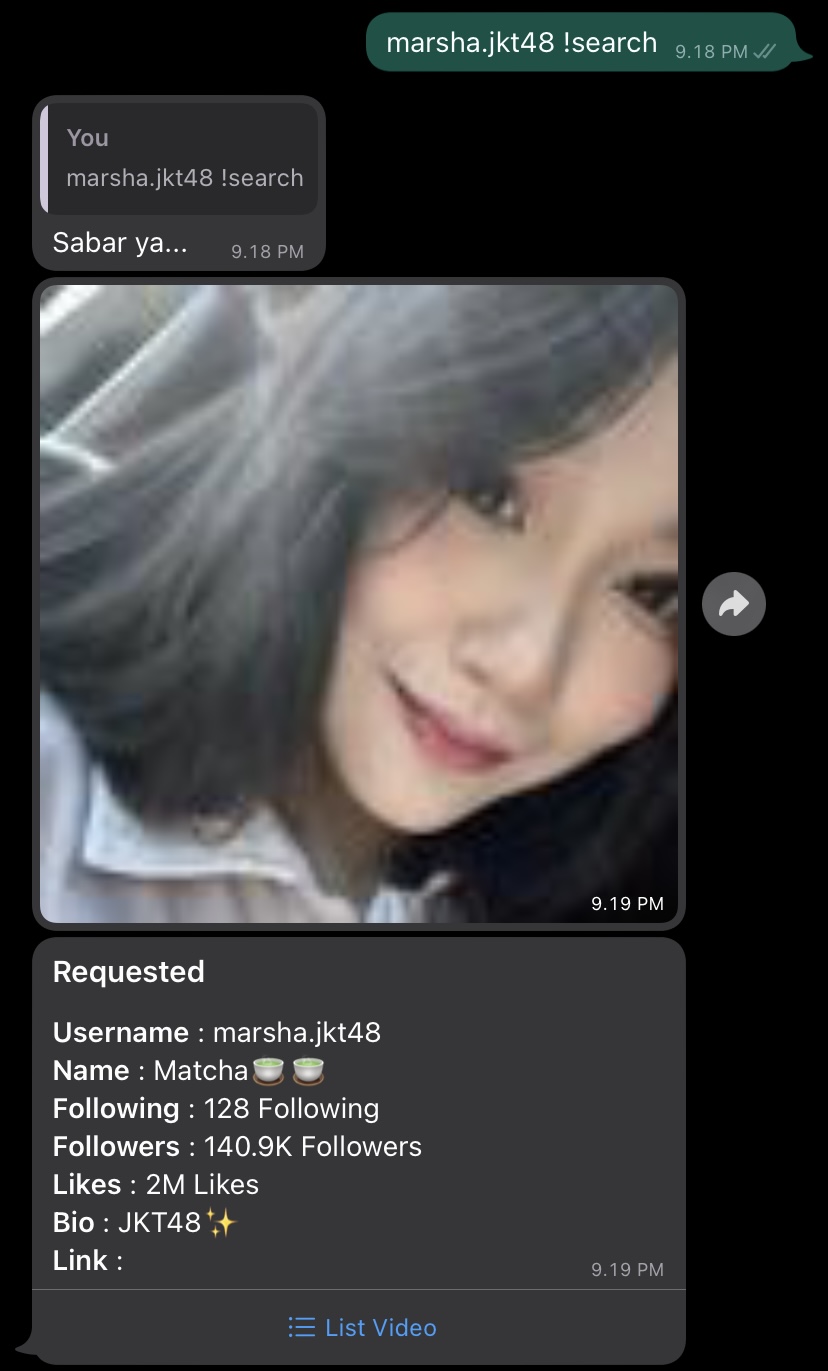 marsha.jkt48 !search 9.18 PM
You
marsha.jkt48 !search
Sabar ya... 9.18 PM
9.19 PM
Requested
Username : marsha.jkt48
Name : Matcha🍵🍵
Following : 128 Following
Followers : 140.9K Followers
Likes : 2M Likes
Bio : JKT48✨
Link :
9.19 PM
List Video